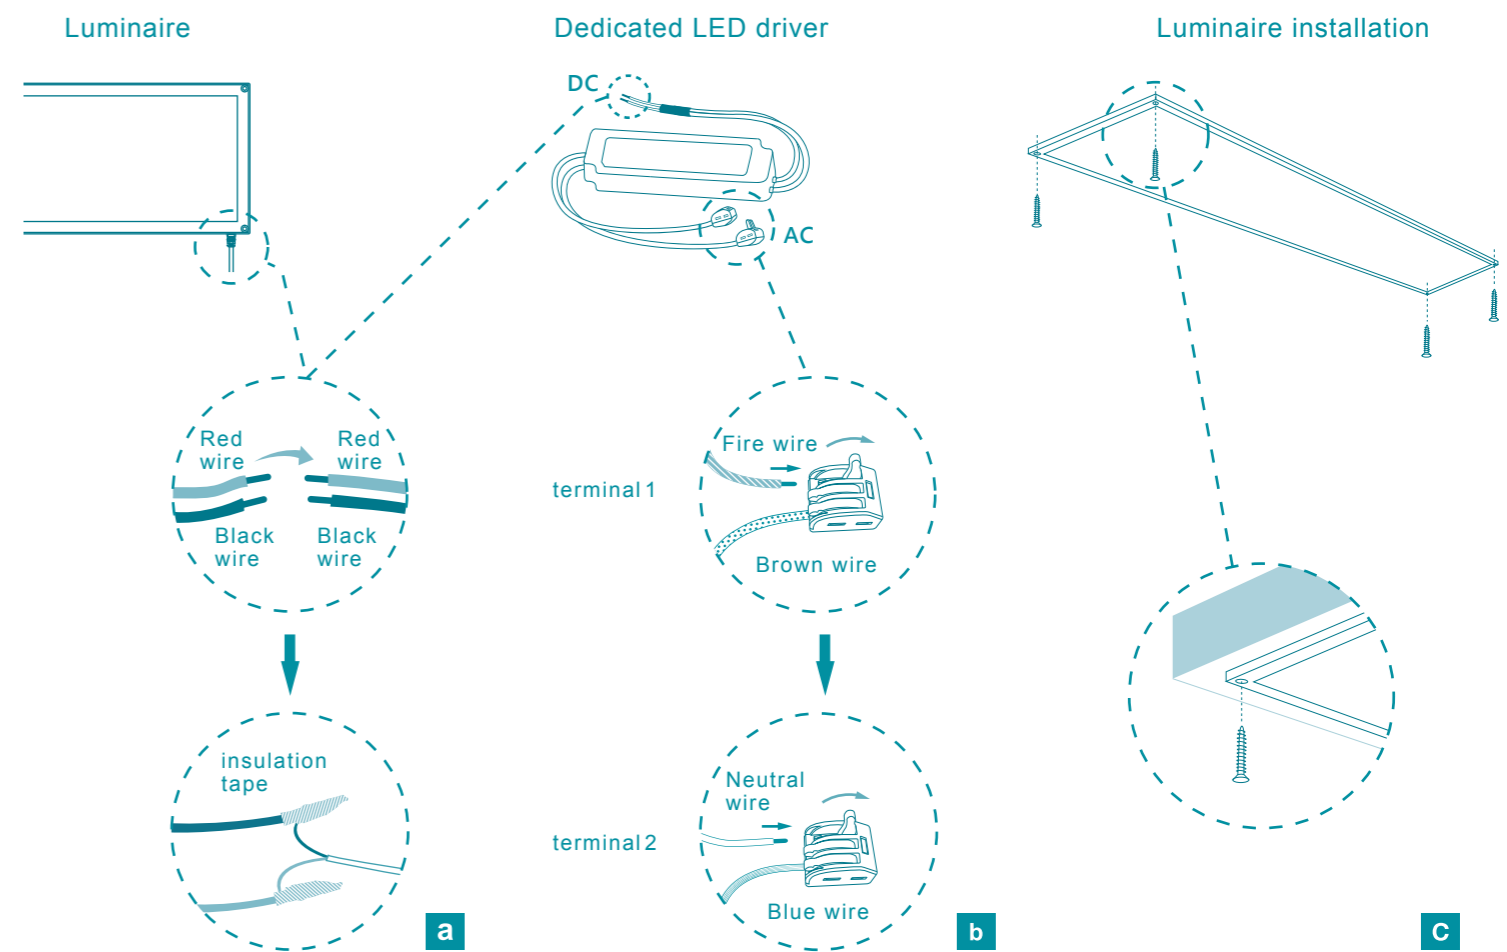 Luminaire
Dedicated LED driver
Luminaire installation
DC
AC
Red
wire
Red
wire
Black
wire
Black
wire
insulation
tape
a
terminal 1
Fire wire
Brown wire
terminal 2
Neutral
wire
Blue wire
b
C